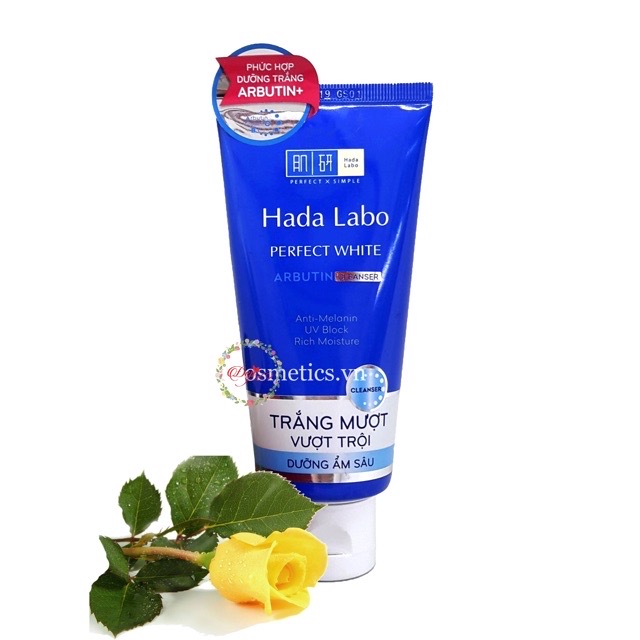 PHỨC HỢP
DƯỠNG TRẮNG
ARBUTIN+
Hada
Labo
PERFECT X SIMPLE
Hada Labo
PERFECT WHITE
ARBUTIN CLEANSER
Anti-Melanin
UV Block
Rich Moisture
osmetics.vn
CLEANSER
TRẮNG MƯỢT
VƯỢT TRỘI
DƯỠNG ẨM SÂU